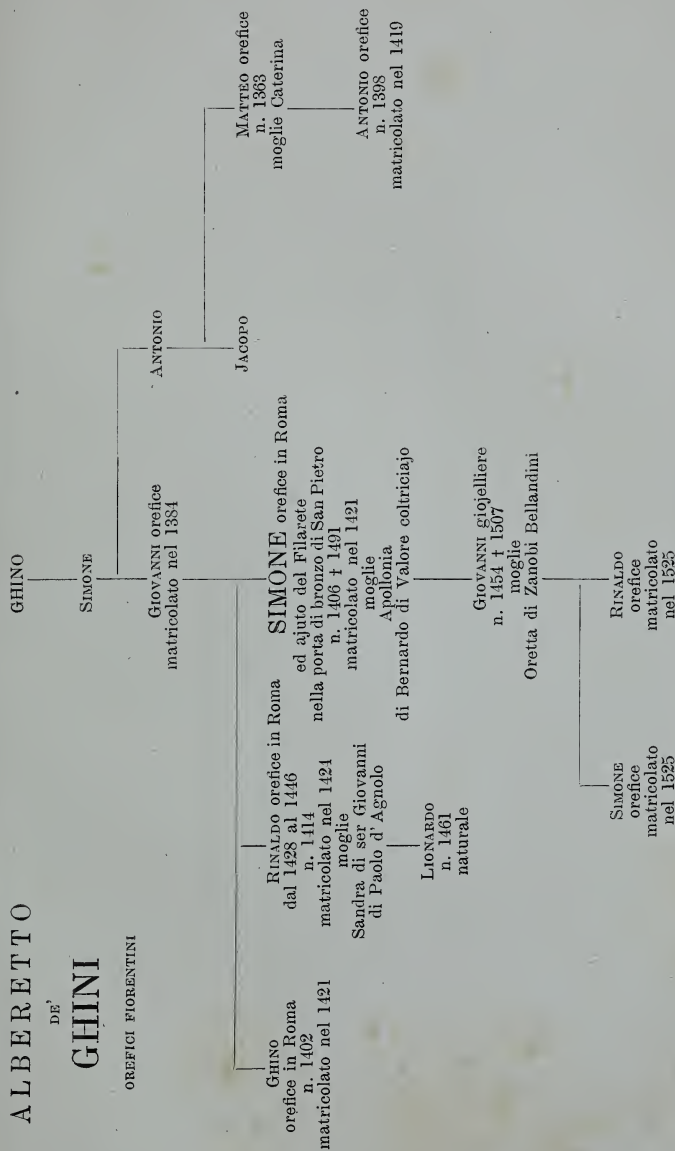 ALBERETTO
DE'
GHINI
OREFICI FIORENTINI
GHINO
SIMONE
GIOVANNI orefice
matricolato nel 1384
ANTONIO
JACOPO
MATTEO orefice
n. 1363
moglie Caterina
ANTONIO orefice
n. 1398
matricolato nel 1419
GHINO
orefice in Roma
n. 1402
matricolato nel 1421
RINALDO orefice in Roma
dal 1428 al 1446
n. 1414
matricolato nel 1424
moglie
Sandra di ser Giovanni
di Paolo d' Agnolo
LIONARDO
n. 1461
naturale
SIMONE orefice in Roma
ed ajuto del Filarete
nella porta di bronzo di San Pietro
n. 1406 † 1491
matricolato nel 1421
moglie
Apollonia
di Bernardo di Valore coltriciajo
GIOVANNI giojelliere
n. 1454 † 1507
moglie
Oretta di Zanobi Bellandini
SIMONE
orefice
matricolato
nel 1525
RINALDO
orefice
matricolato
nel 1525